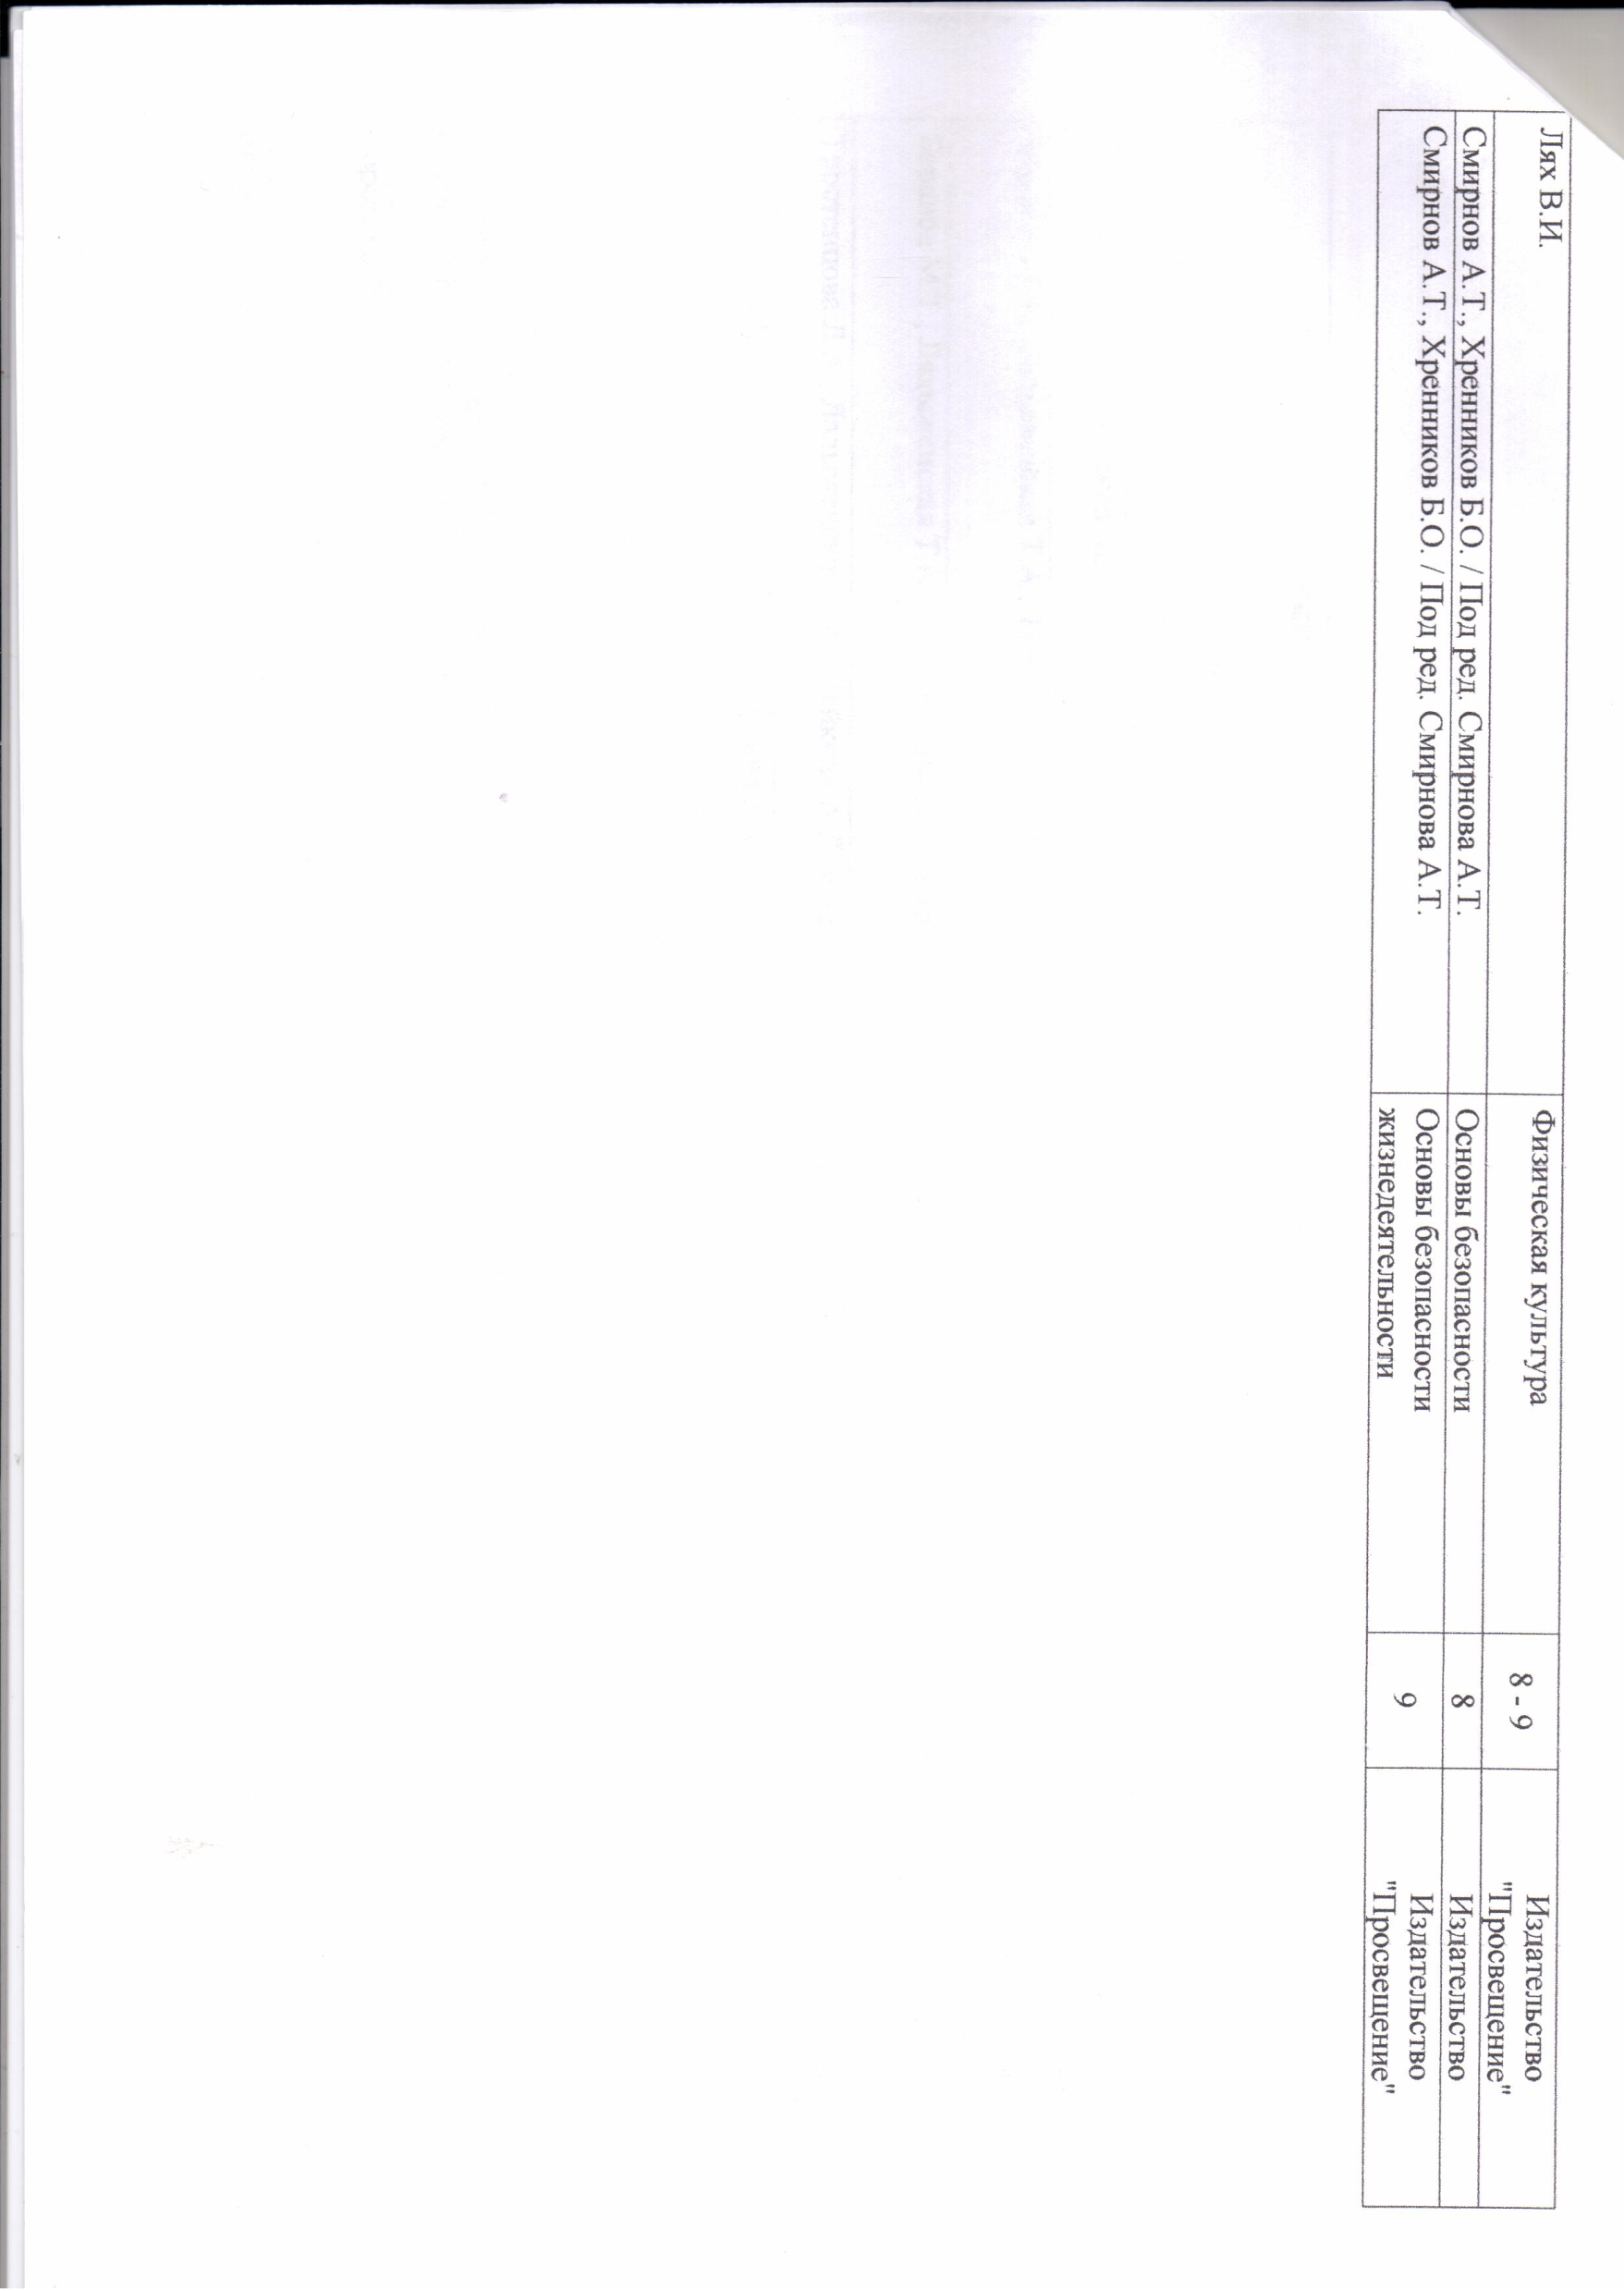 Лях В.И. Физическая культура 8 - 9 Издательство
"Просвещение"
Смирнов А.Т., Хренников Б.О. / Под ред. Смирнова А.Т. Основы безопасности 8 Издательство
Смирнов А.Т., Хренников Б.О. / Под ред. Смирнова А.Т. Основы безопасности 9 Издательство
жизнедеятельности "Просвещение"